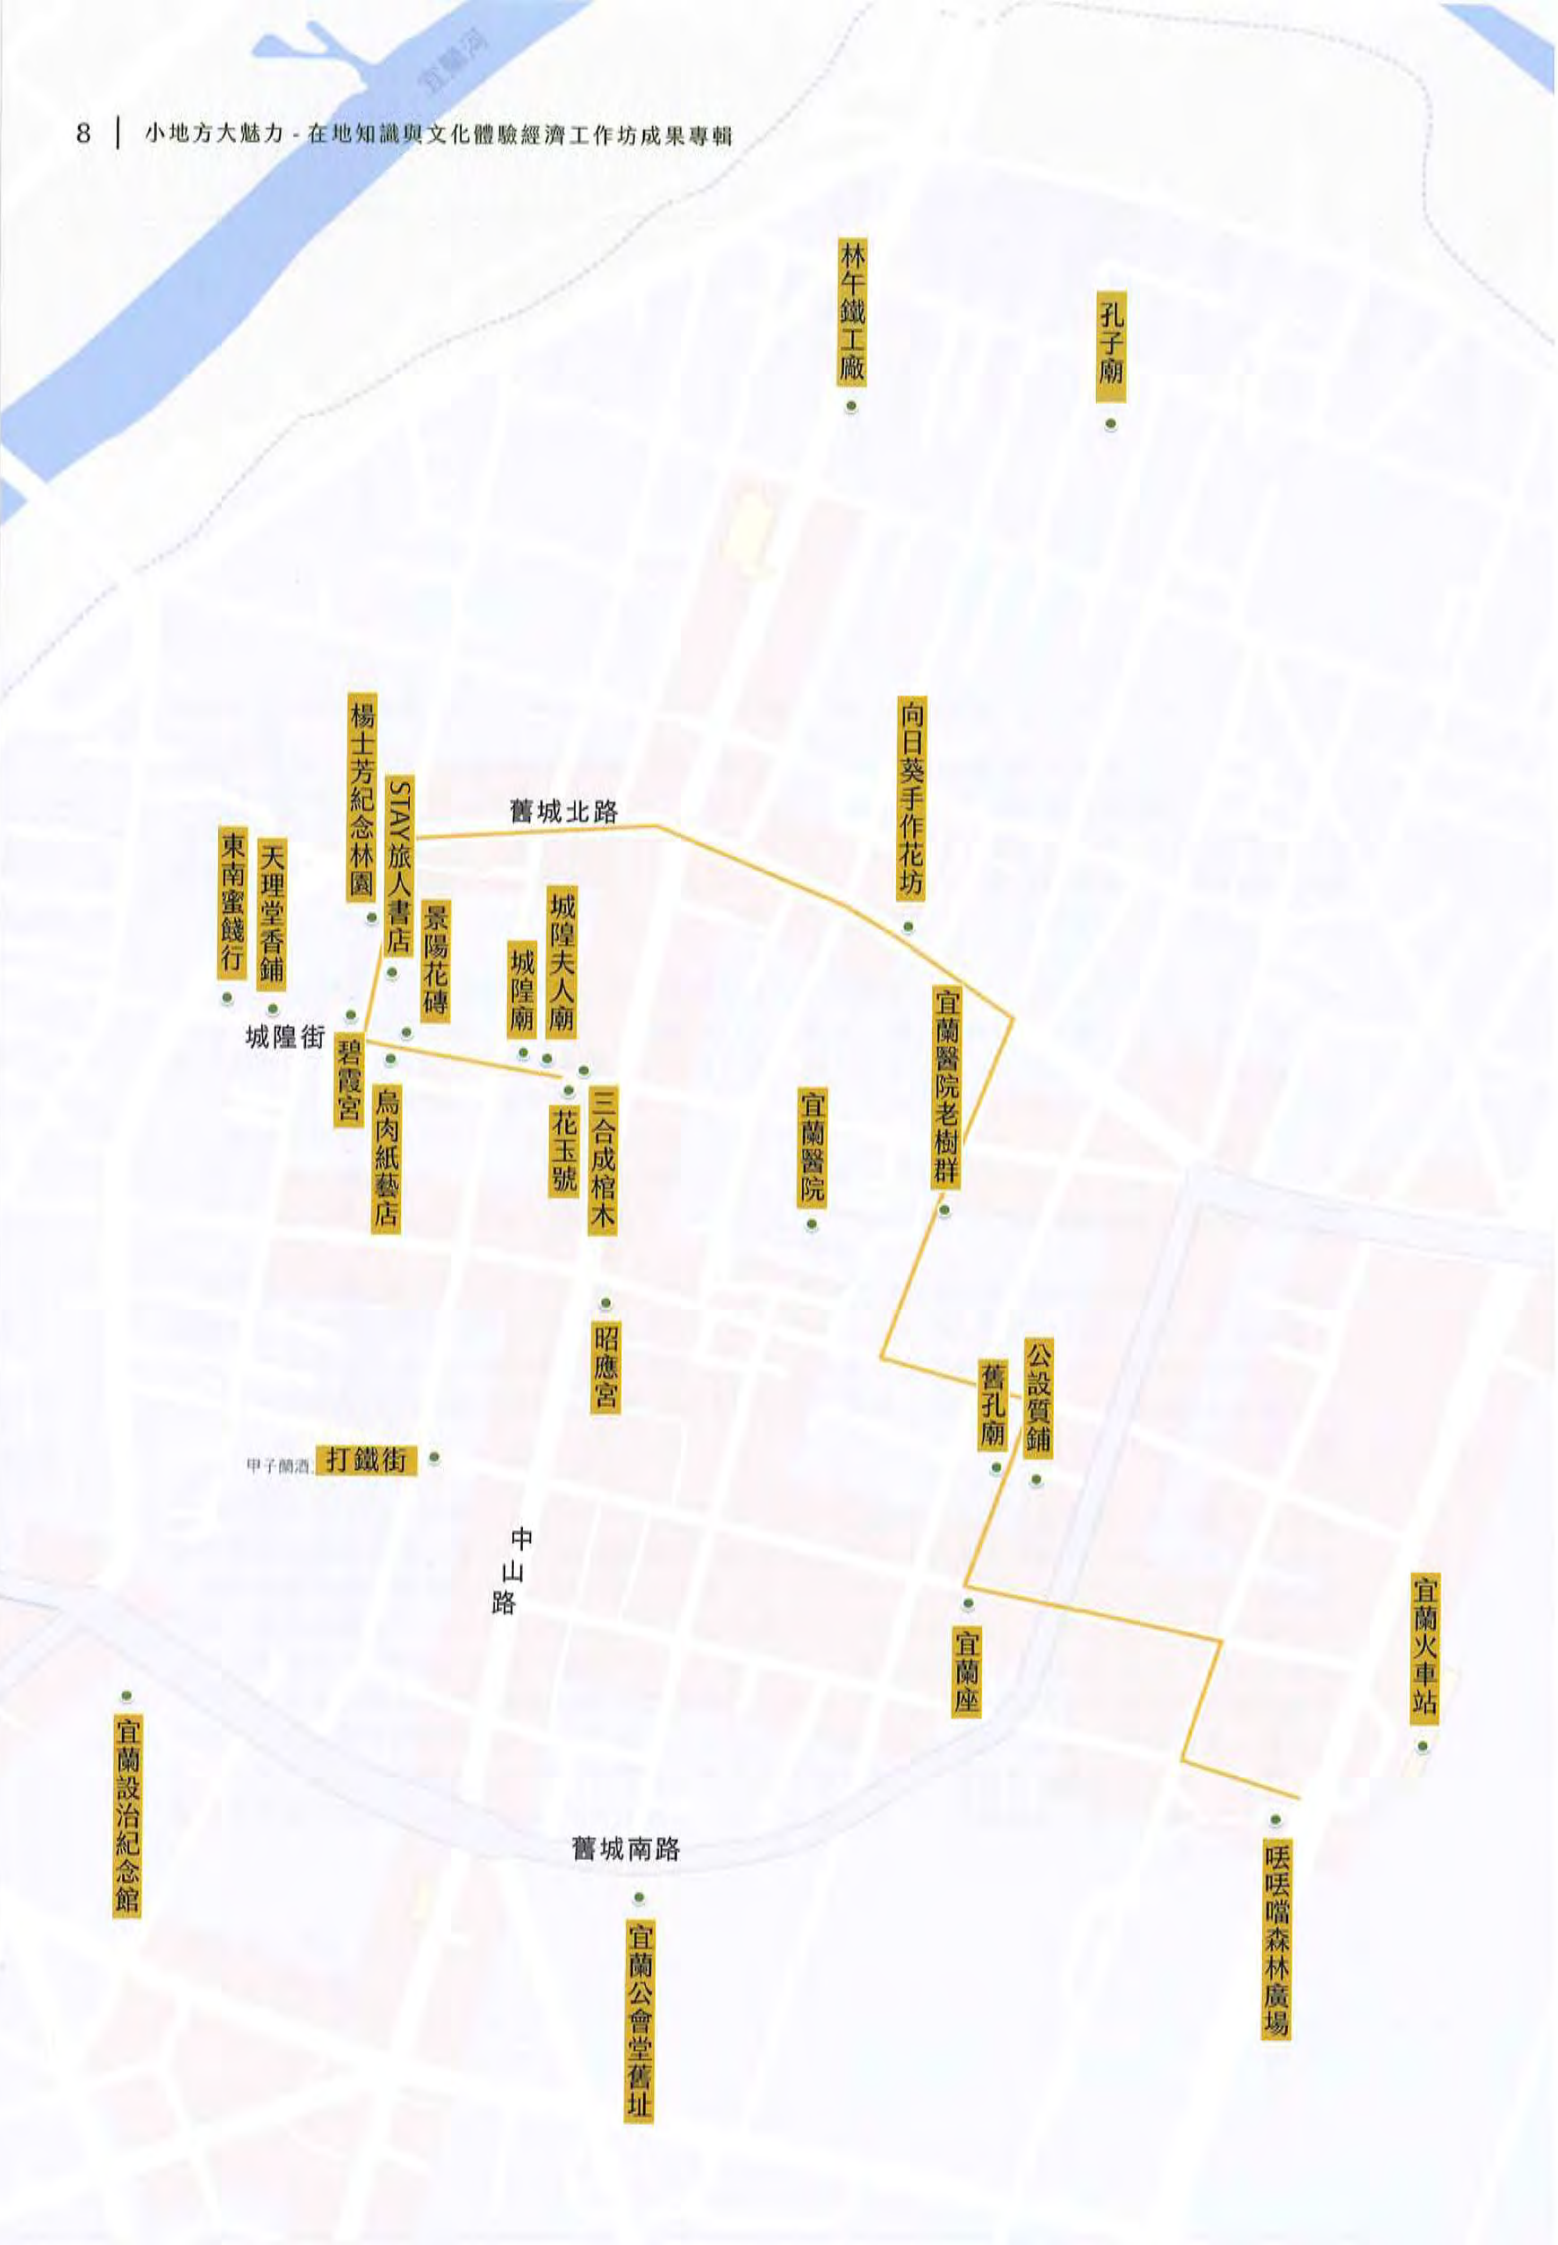 宜蘭河
8 | 小地方大魅力 - 在地知識與文化體驗經濟工作坊成果專輯
林午鐵工廠
孔子廟
楊士芳紀念林園
向日葵手作花坊
STAY旅人書店
舊城北路
東南蜜餞行
天理堂香鋪
景陽花磚
城隍夫人廟
城隍廟
宜蘭醫院老樹群
城隍街
碧霞宮
烏肉紙藝店
花玉號
三合成棺木
宜蘭醫院
昭應宮
舊孔廟
公設質鋪
甲子蘭酒
打鐵街
中山路
宜蘭座
宜蘭火車站
宜蘭設治紀念館
舊城南路
丟丟噹森林廣場
宜蘭公會堂舊址